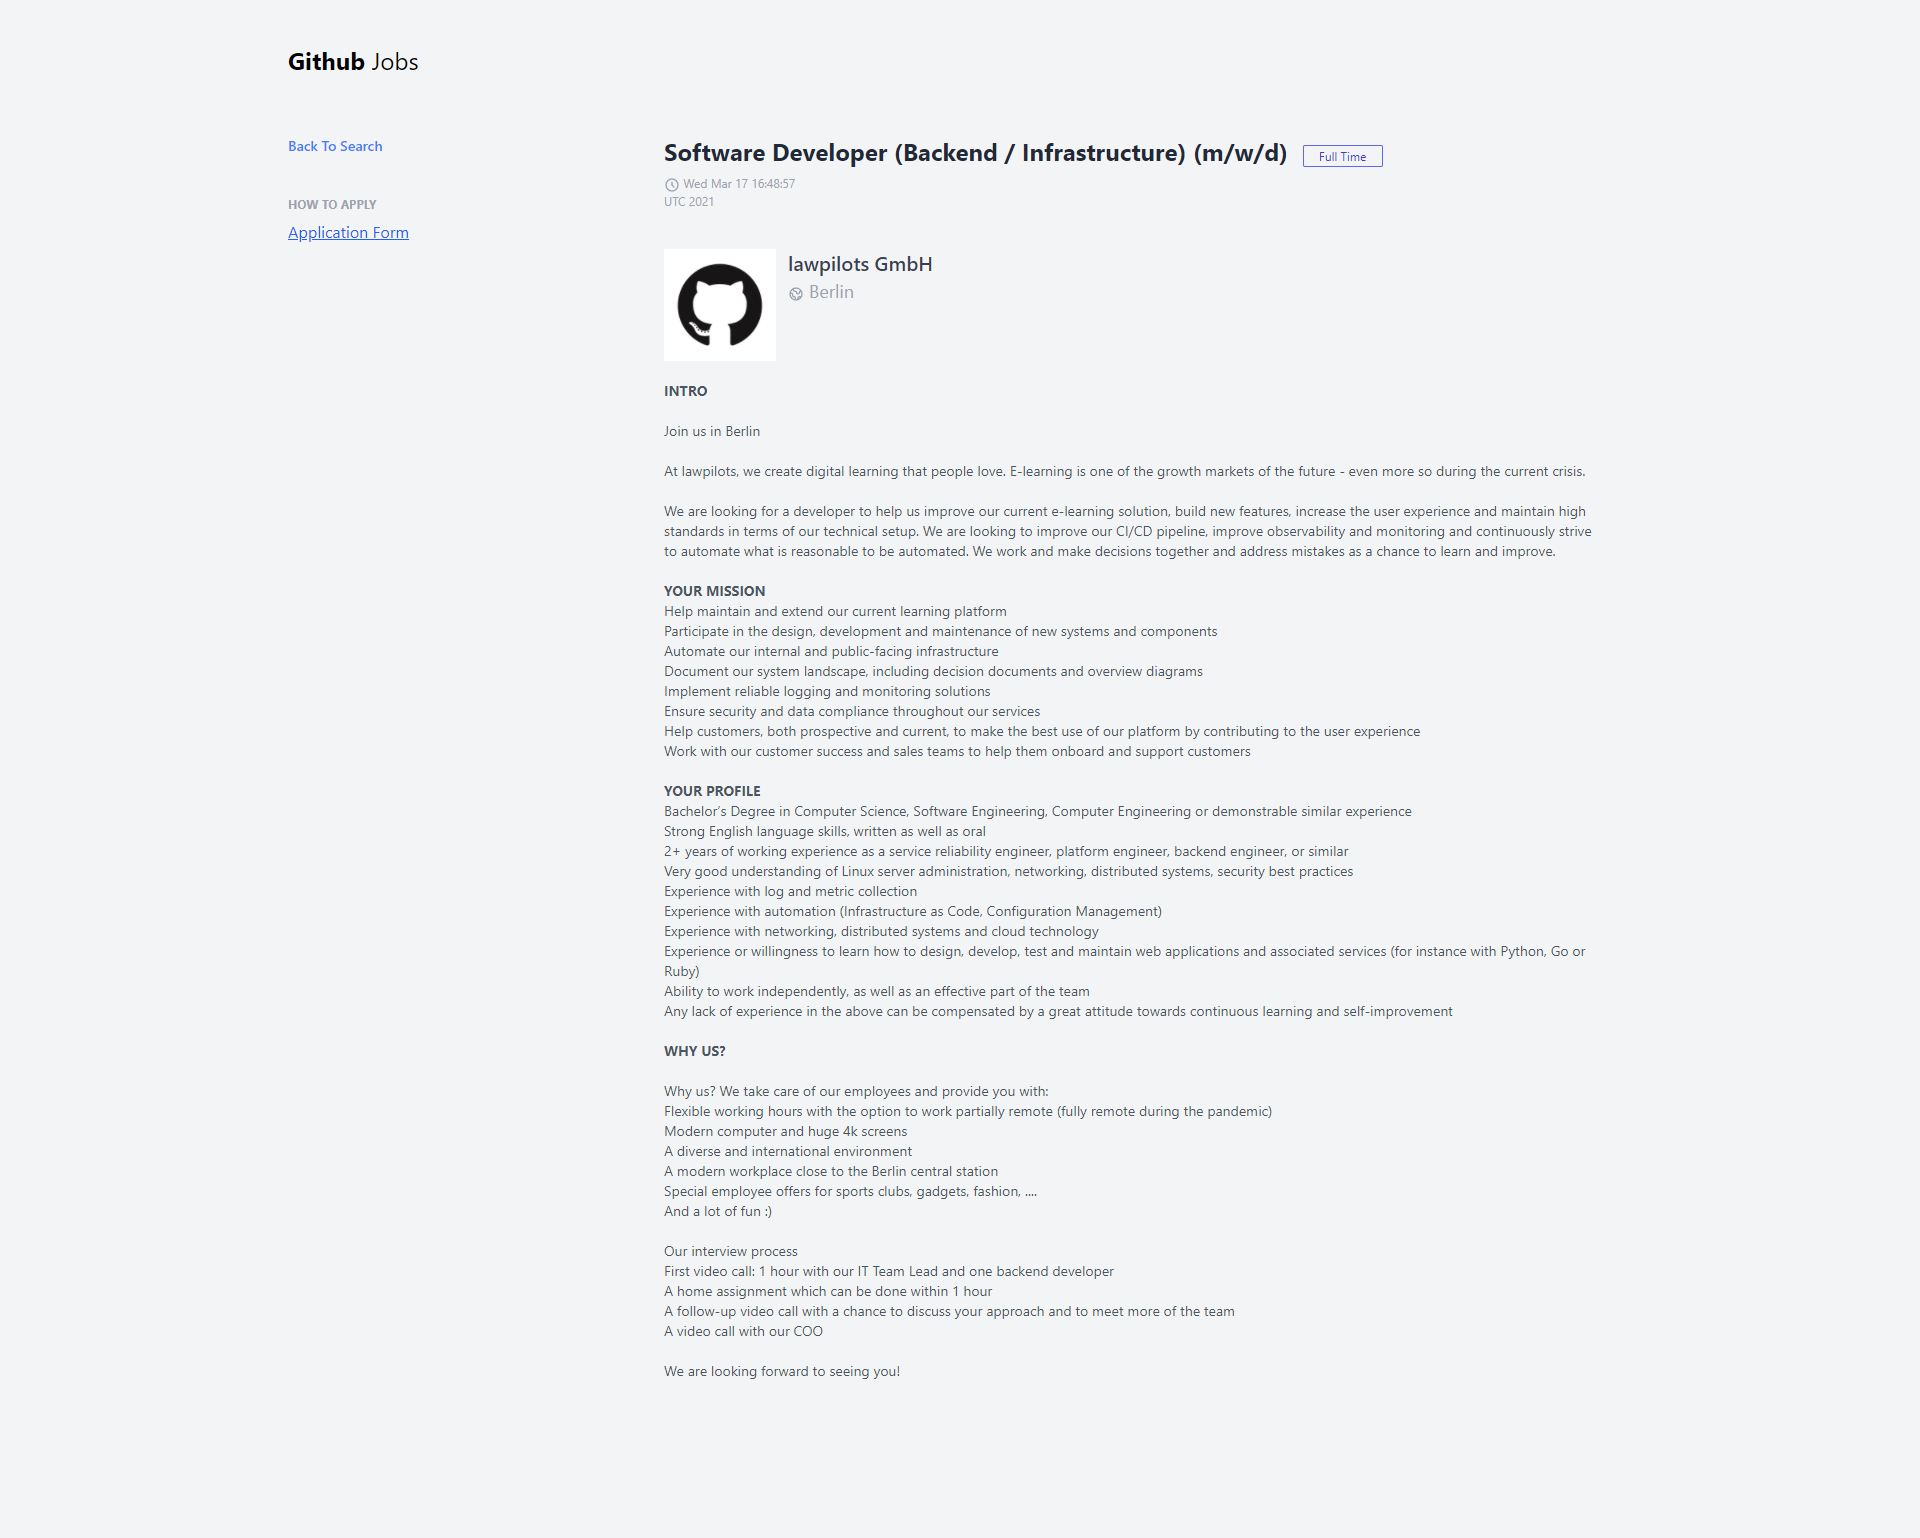 Github Jobs
Back To Search
HOW TO APPLY
Application Form
Software Developer (Backend / Infrastructure) (m/w/d)
Full Time
Wed Mar 17 16:48:57
UTC 2021
lawpilots GmbH
Berlin
INTRO
Join us in Berlin
At lawpilots, we create digital learning that people love. E-learning is one of the growth markets of the future - even more so during the current crisis.
We are looking for a developer to help us improve our current e-learning solution, build new features, increase the user experience and maintain high
standards in terms of our technical setup. We are looking to improve our CI/CD pipeline, improve observability and monitoring and continuously strive
to automate what is reasonable to be automated. We work and make decisions together and address mistakes as a chance to learn and improve.
YOUR MISSION
Help maintain and extend our current learning platform
Participate in the design, development and maintenance of new systems and components
Automate our internal and public-facing infrastructure
Document our system landscape, including decision documents and overview diagrams
Implement reliable logging and monitoring solutions
Ensure security and data compliance throughout our services
Help customers, both prospective and current, to make the best use of our platform by contributing to the user experience
Work with our customer success and sales teams to help them onboard and support customers
YOUR PROFILE
Bachelor’s Degree in Computer Science, Software Engineering, Computer Engineering or demonstrable similar experience
Strong English language skills, written as well as oral
2+ years of working experience as a service reliability engineer, platform engineer, backend engineer, or similar
Very good understanding of Linux server administration, networking, distributed systems, security best practices
Experience with log and metric collection
Experience with automation (Infrastructure as Code, Configuration Management)
Experience with networking, distributed systems and cloud technology
Experience or willingness to learn how to design, develop, test and maintain web applications and associated services (for instance with Python, Go or
Ruby)
Ability to work independently, as well as an effective part of the team
Any lack of experience in the above can be compensated by a great attitude towards continuous learning and self-improvement
WHY US?
Why us? We take care of our employees and provide you with:
Flexible working hours with the option to work partially remote (fully remote during the pandemic)
Modern computer and huge 4k screens
A diverse and international environment
A modern workplace close to the Berlin central station
Special employee offers for sports clubs, gadgets, fashion, ....
And a lot of fun :)
Our interview process
First video call: 1 hour with our IT Team Lead and one backend developer
A home assignment which can be done within 1 hour
A follow-up video call with a chance to discuss your approach and to meet more of the team
A video call with our COO
We are looking forward to seeing you!